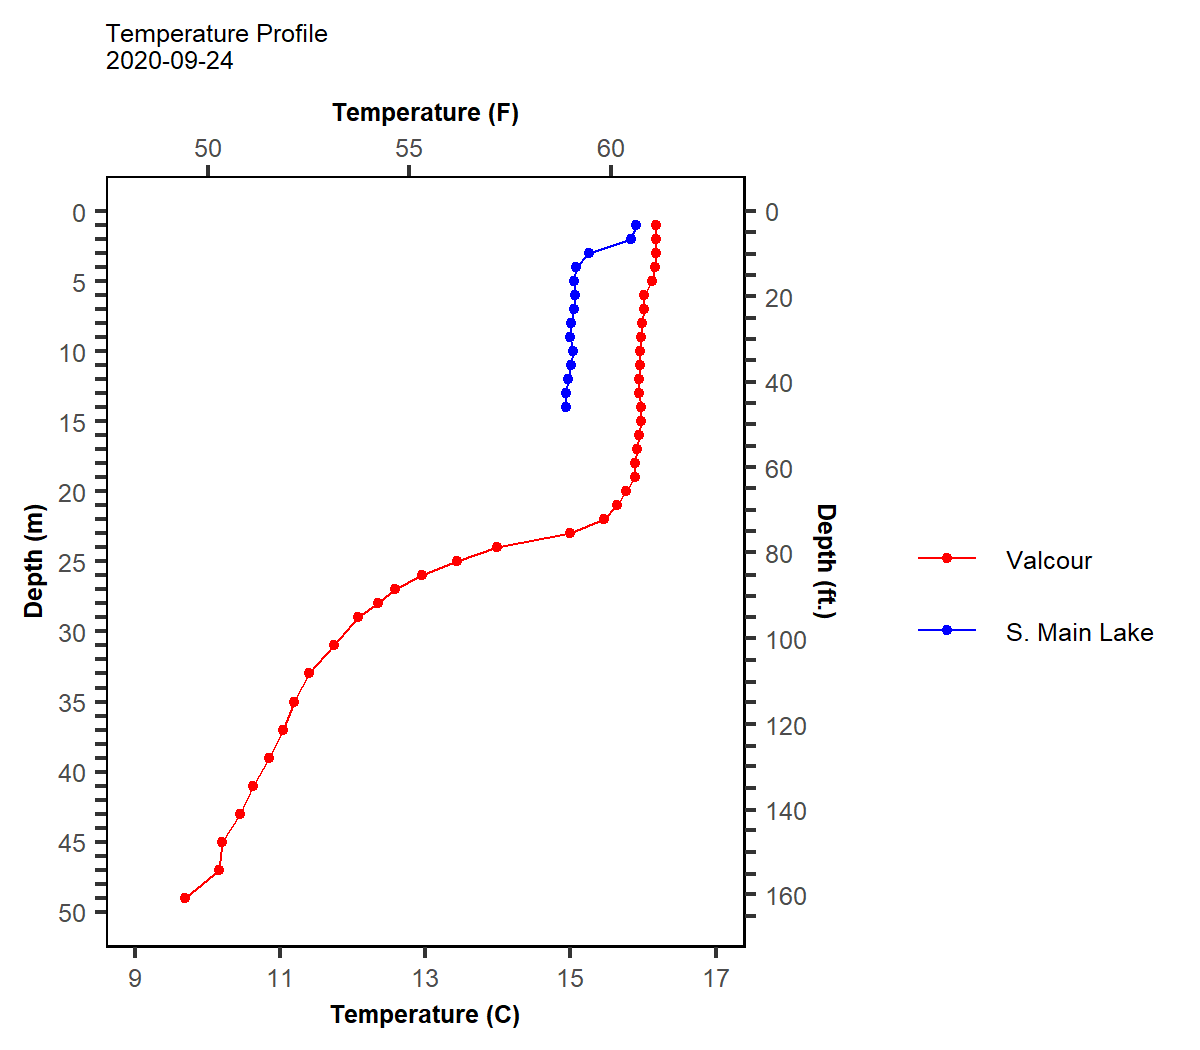 Temperature Profile
2020-09-24
Temperature (F)
50 55 60
0
5
10
15
20
25
30
35
40
45
50
Depth (m)
0
20
40
60
80
100
120
140
160
Depth (ft.)
9 11 13 15 17
Temperature (C)
Valcour
S. Main Lake